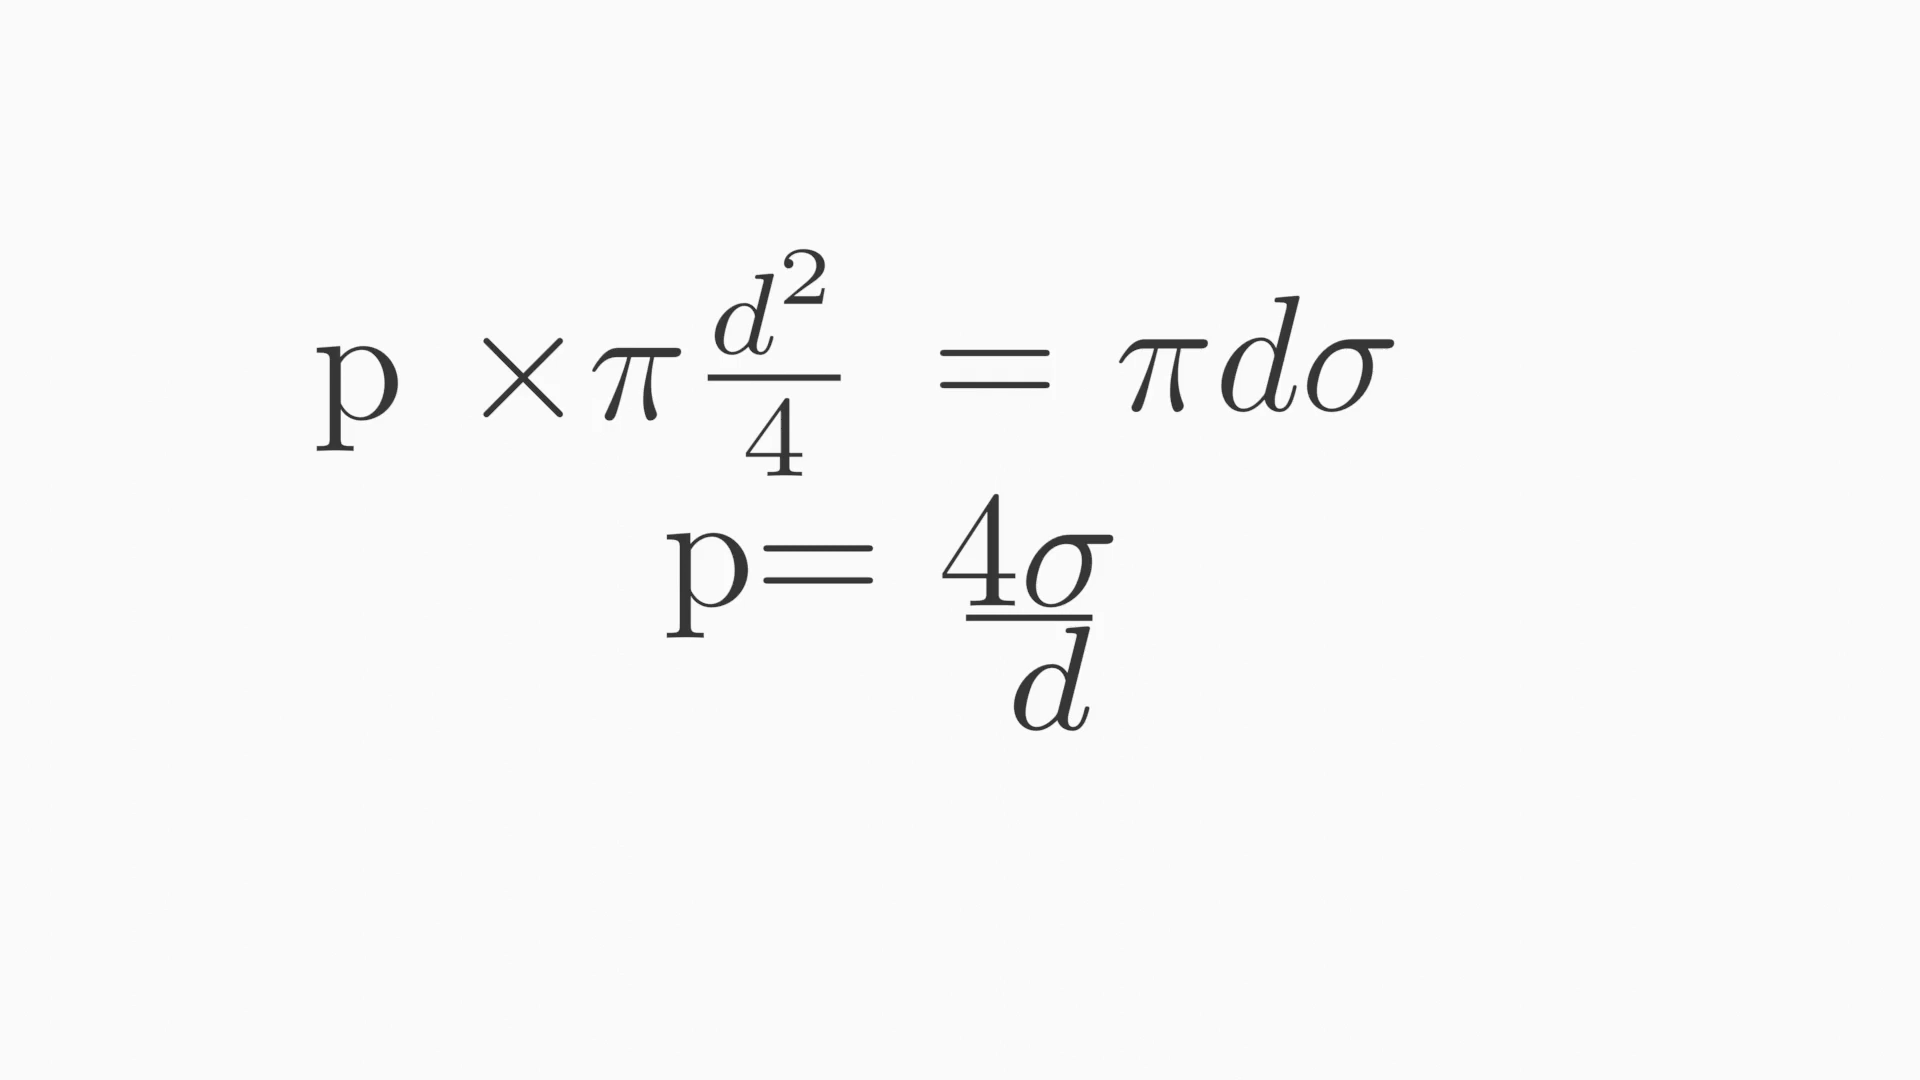 p × π d²/4 = πdσ
p= 4σ/d